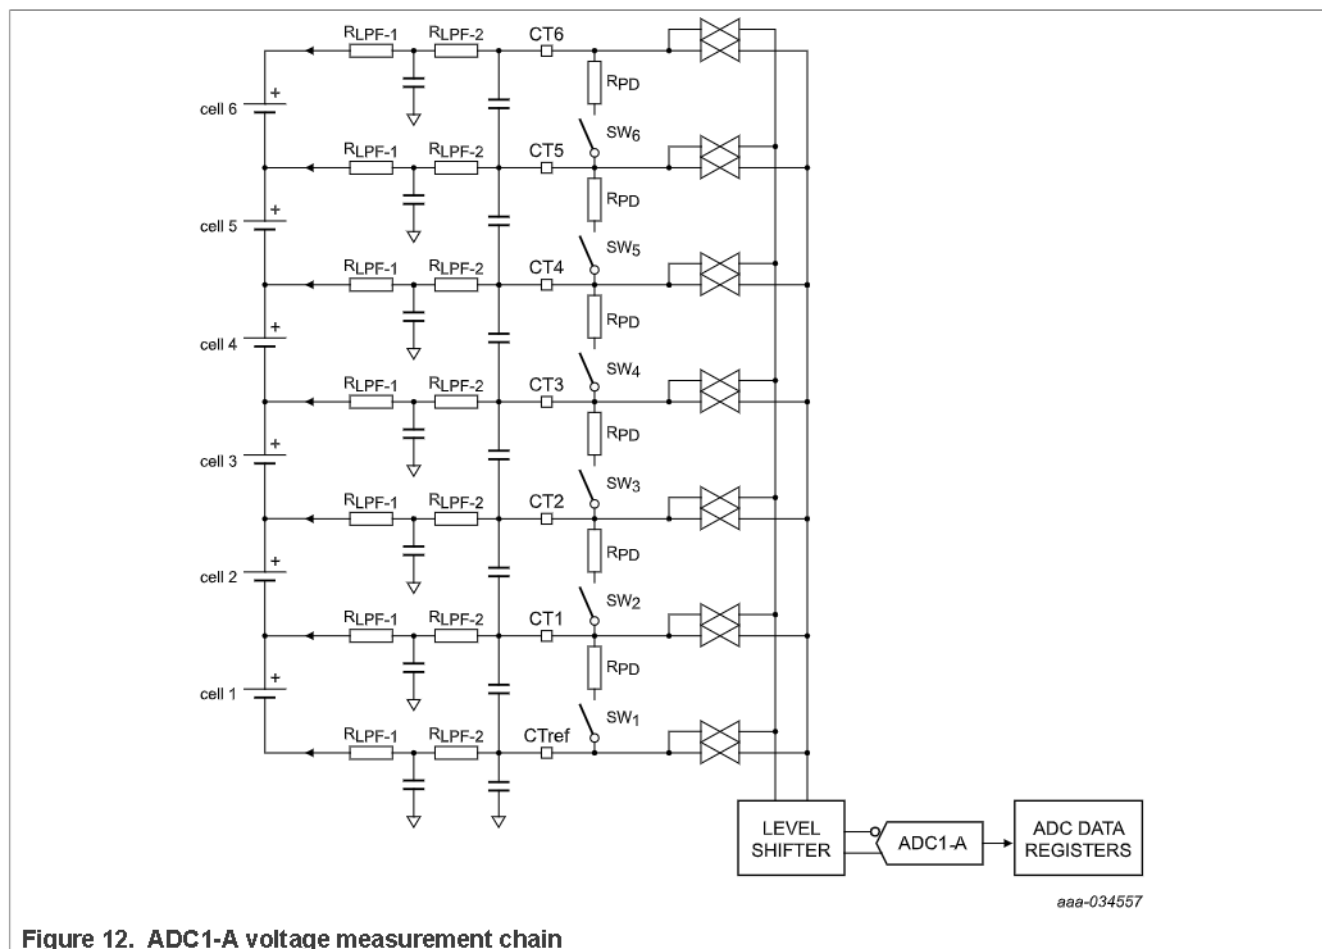 RLPF-1 RLPF-2 CT6
RPD
+
cell 6
SW6
RLPF-1 RLPF-2 CT5
RPD
+
cell 5
SW5
RLPF-1 RLPF-2 CT4
RPD
+
cell 4
SW4
RLPF-1 RLPF-2 CT3
RPD
+
cell 3
SW3
RLPF-1 RLPF-2 CT2
RPD
+
cell 2
SW2
RLPF-1 RLPF-2 CT1
RPD
+
cell 1
SW1
RLPF-1 RLPF-2 CTref
LEVEL
SHIFTER
ADC1-A
ADC DATA
REGISTERS
aaa-034557
Figure 12. ADC1-A voltage measurement chain